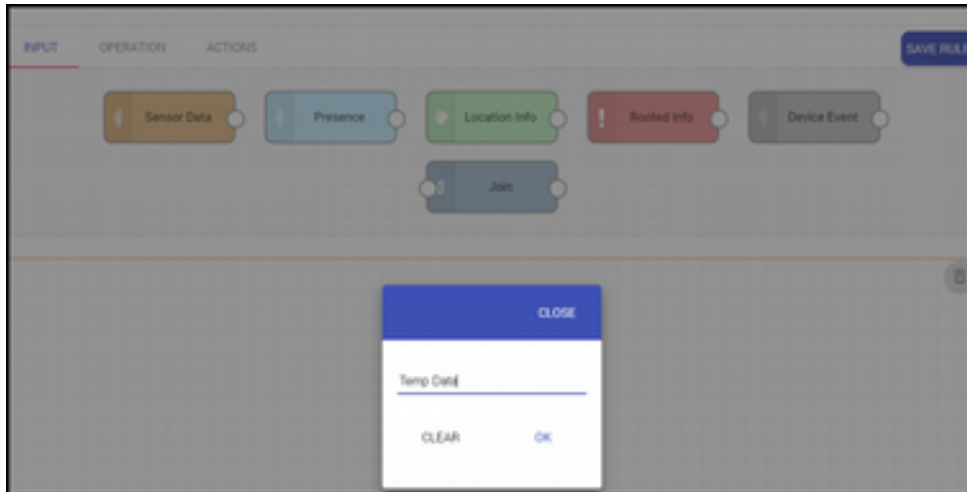 INPUT OPERATION ACTIONS SAVE RULE
Sensor Data Presence Location Info Rooted Info Device Event
Join
CLOSE
Temp Data
CLEAR OK